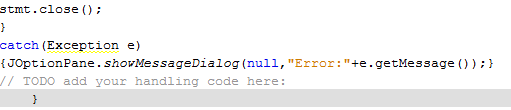 stmt.close();
}
catch(Exception e)
{JOptionPane.showMessageDialog(null,"Error:"+e.getMessage());}
// TODO add your handling code here:
}